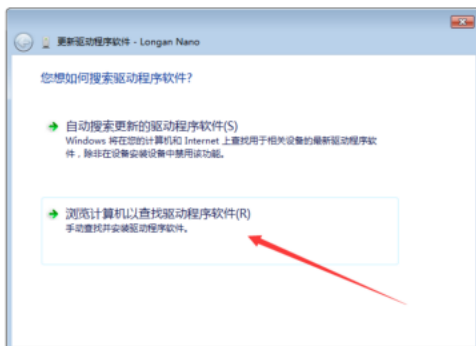 更新驱动程序软件 - Longan Nano
您想如何搜索驱动程序软件?
自动搜索更新的驱动程序软件(S)
Windows 将在您的计算机和 Internet 上查找用于相关设备的最新驱动程序软
件，除非在设备安装设置中禁用该功能。
浏览计算机以查找驱动程序软件(R)
手动查找并安装驱动程序软件。